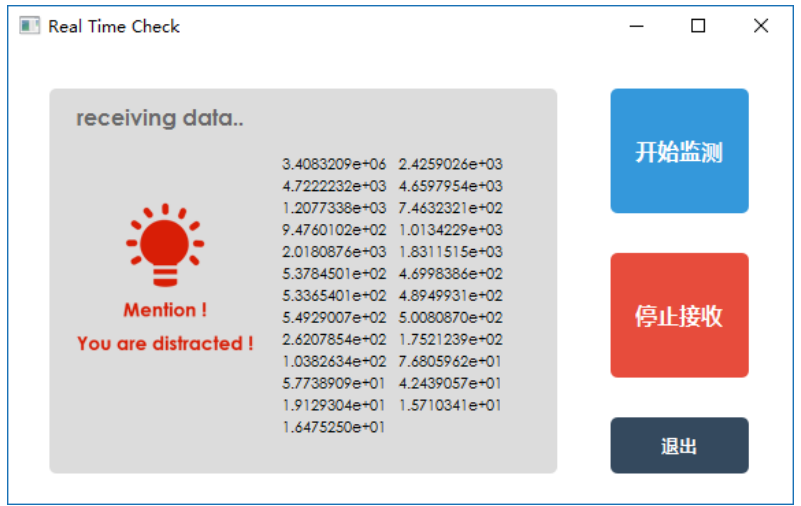 Real Time Check
receiving data..
3.4083209e+06 2.4259026e+03
4.7222232e+03 4.6597954e+03
1.2077338e+03 7.4632321e+02
9.4760102e+02 1.0134229e+03
2.0180876e+03 1.8311515e+03
5.3784501e+02 4.6998386e+02
5.3365401e+02 4.8949931e+02
5.4929007e+02 5.0080870e+02
2.6207854e+02 1.7521239e+02
1.0382634e+02 7.6805962e+01
5.7738909e+01 4.2439057e+01
1.9129304e+01 1.5710341e+01
1.6475250e+01
Mention !
You are distracted !
开始监测
停止接收
退出